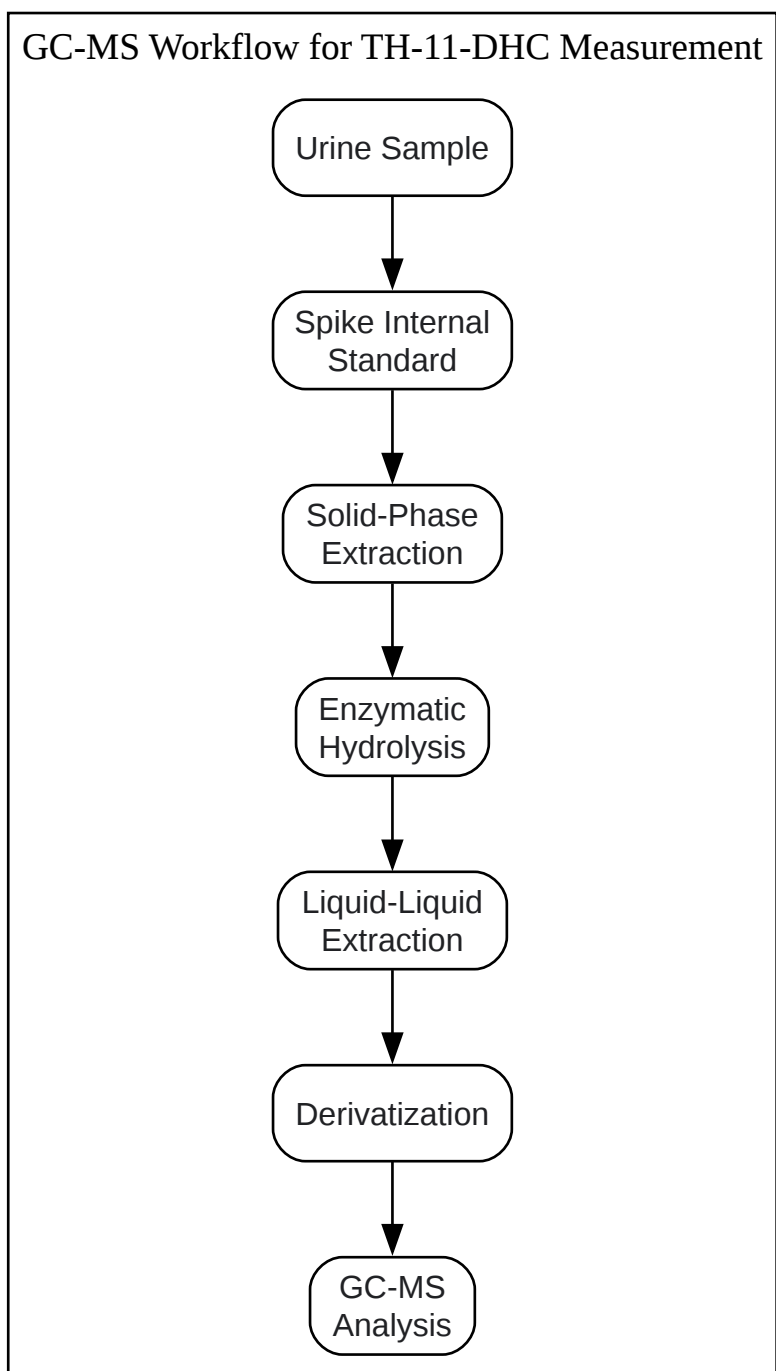 GC-MS Workflow for TH-11-DHC Measurement
Urine Sample
Spike Internal
Standard
Solid-Phase
Extraction
Enzymatic
Hydrolysis
Liquid-Liquid
Extraction
Derivatization
GC-MS
Analysis